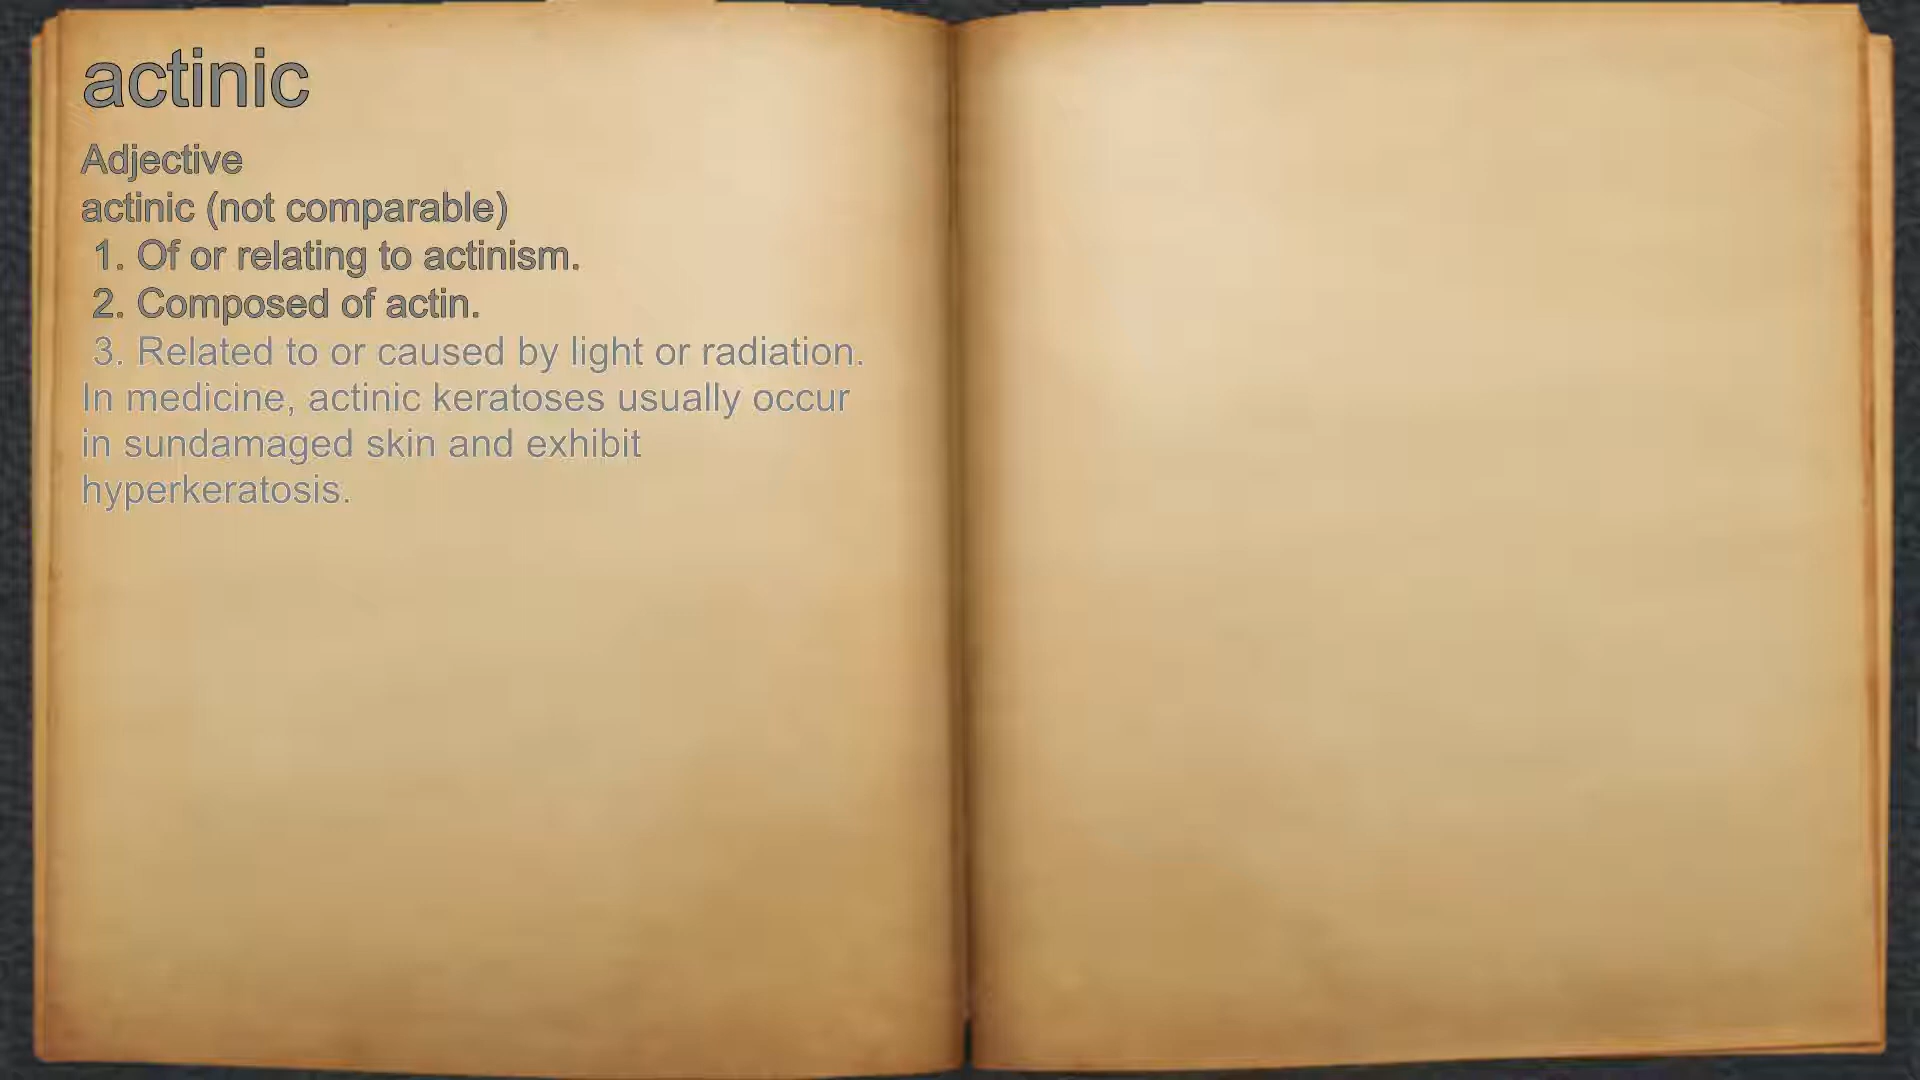 actinic
Adjective
actinic (not comparable)
1. Of or relating to actinism.
2. Composed of actin.
3. Related to or caused by light or radiation.
In medicine, actinic keratoses usually occur
in sundamaged skin and exhibit
hyperkeratosis.